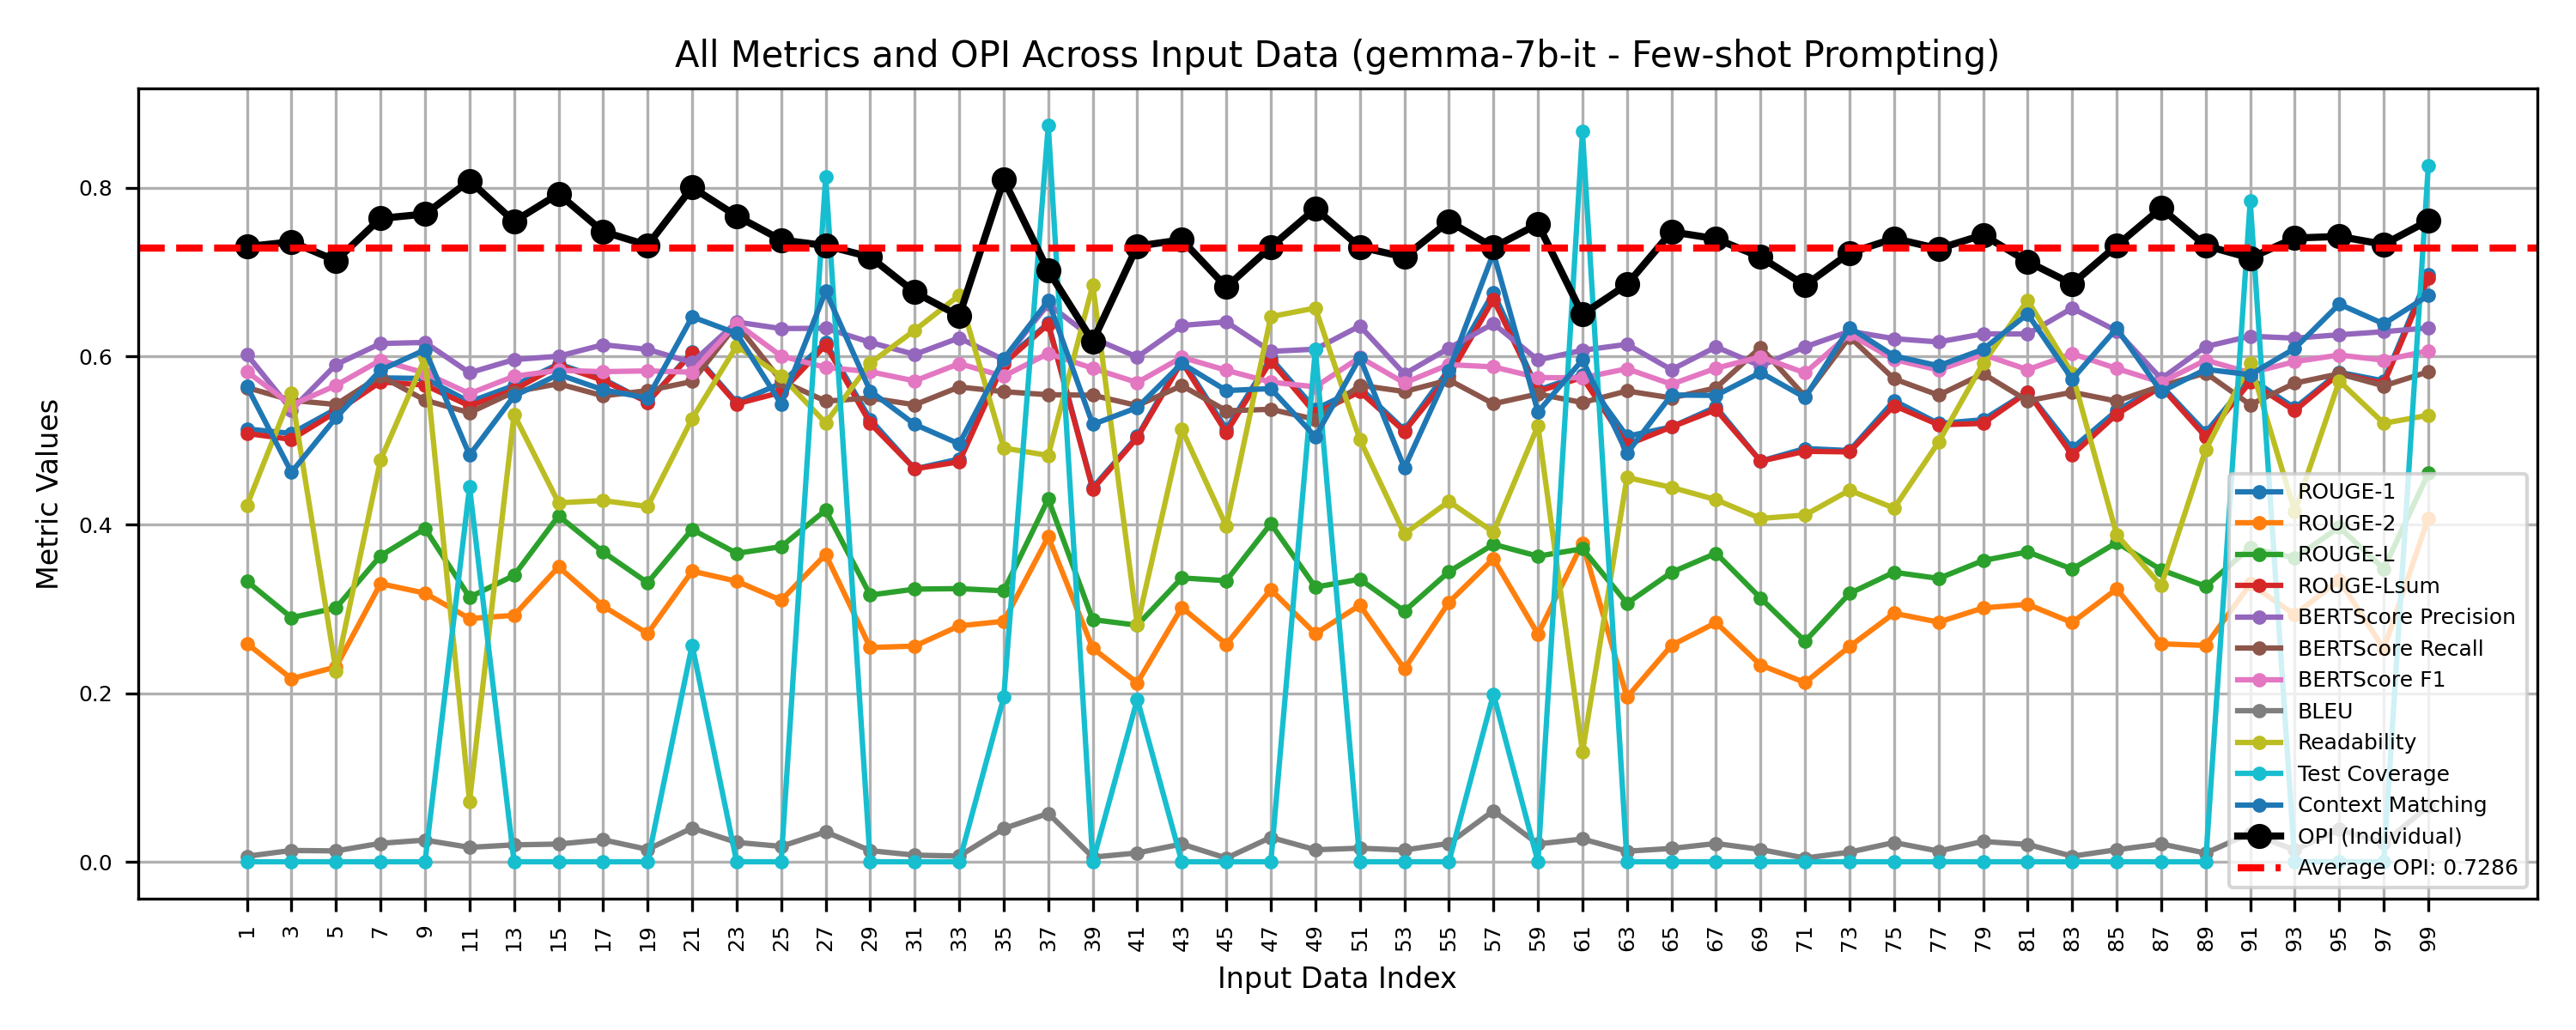 All Metrics and OPI Across Input Data (gemma-7b-it - Few-shot Prompting)
Metric Values
0.8
0.6
0.4
0.2
0.0
ROUGE-1
ROUGE-2
ROUGE-L
ROUGE-Lsum
BERTScore Precision
BERTScore Recall
BERTScore F1
BLEU
Readability
Test Coverage
Context Matching
OPI (Individual)
Average OPI: 0.7286
1 3 5 7 9 11 13 15 17 19 21 23 25 27 29 31 33 35 37 39 41 43 45 47 49 51 53 55 57 59 61 63 65 67 69 71 73 75 77 79 81 83 85 87 89 91 93 95 97 99
Input Data Index